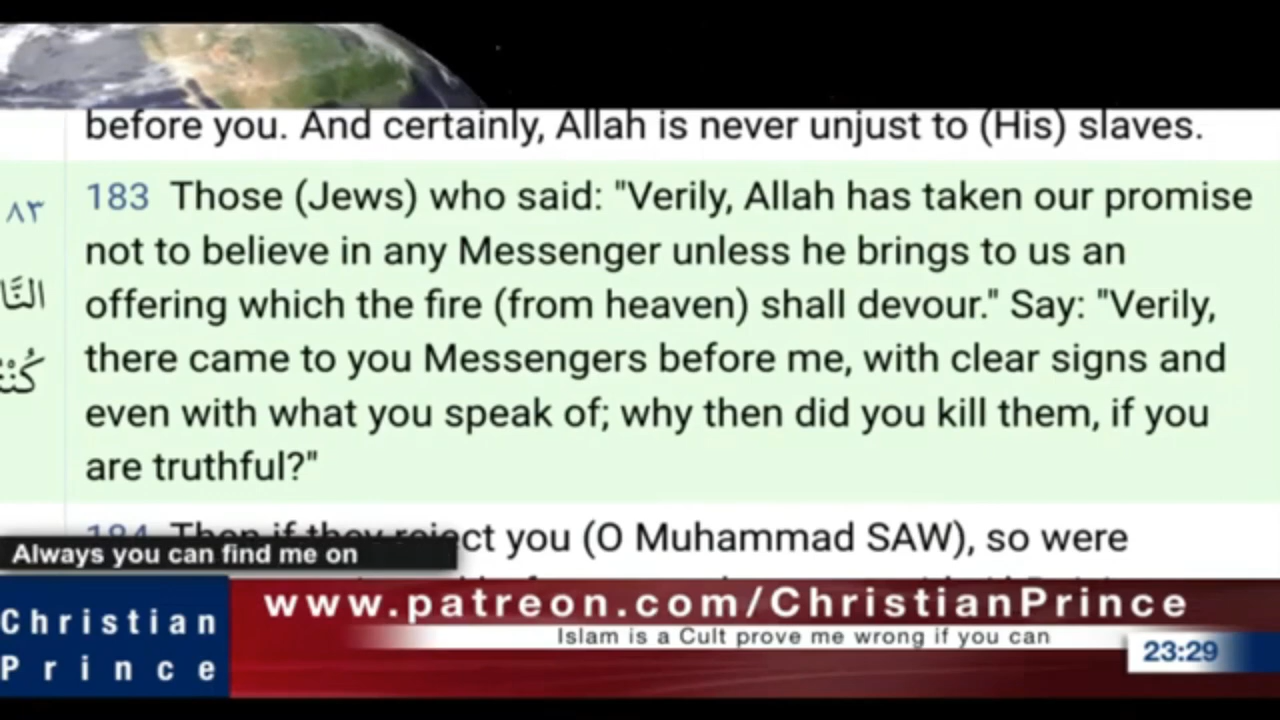 before you. And certainly, Allah is never unjust to (His) slaves.
٨٣
183 Those (Jews) who said: "Verily, Allah has taken our promise
not to believe in any Messenger unless he brings to us an
offering which the fire (from heaven) shall devour." Say: "Verily,
there came to you Messengers before me, with clear signs and
even with what you speak of; why then did you kill them, if you
are truthful?"
184 Then if they reject you (O Muhammad SAW), so were
Always you can find me on
www.patreon.com/ChristianPrince
Christian
Prince
Islam is a Cult prove me wrong if you can
23:29